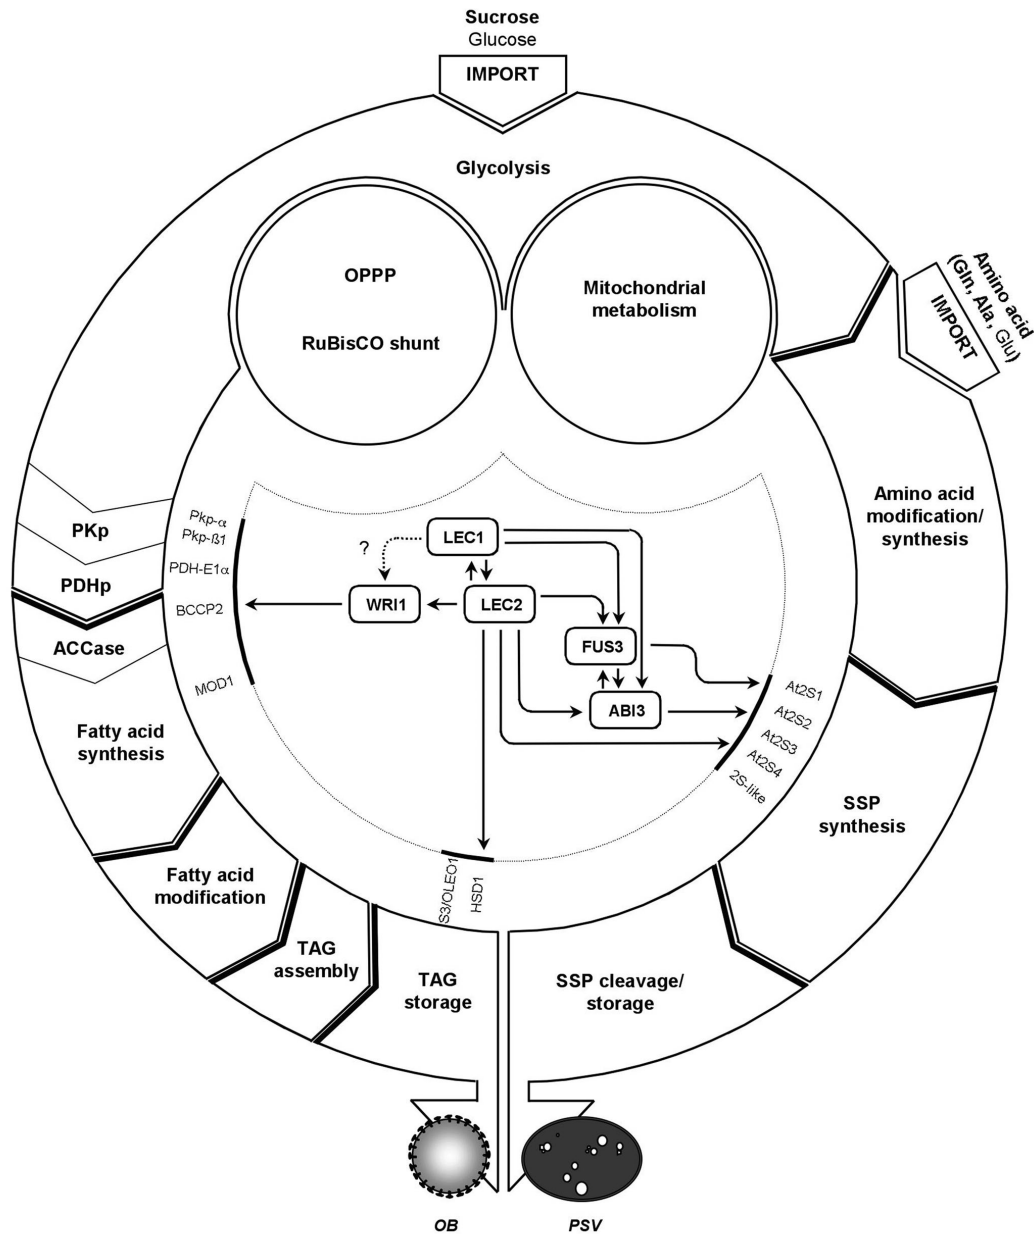 Sucrose
Glucose
IMPORT
Glycolysis
OPPP
RuBisCO shunt
Mitochondrial
metabolism
Amino acid
(Gln, Ala, Glu)
IMPORT
Amino acid
modification/
synthesis
PKp
PDHp
ACCase
Fatty acid
synthesis
Fatty acid
modification
TAG
assembly
TAG
storage
SSP cleavage/
storage
SSP
synthesis
Pkp-α
Pkp-ß1
PDH-E1α
BCCP2
MOD1
?
LEC1
WRI1
LEC2
FUS3
ABI3
At2S1
At2S2
At2S3
At2S4
2S-like
S3/OLEO1
HSD1
OB
PSV